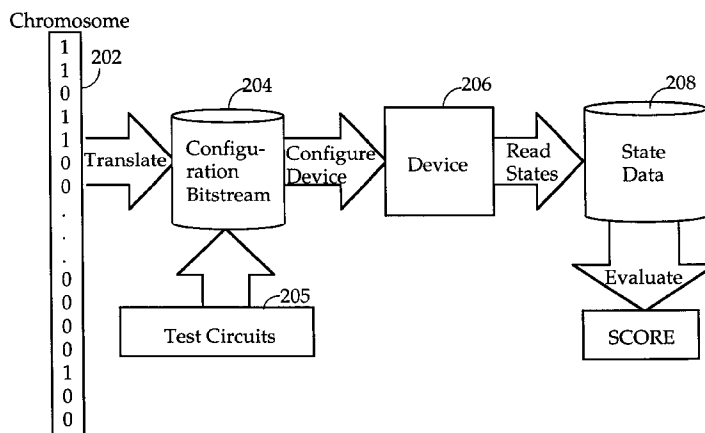 Chromosome
1
1
0
1
1
0
0
.
.
.
0
0
0
0
1
0
0
202
Translate
204
Configu-
ration
Bitstream
Configure
Device
206
Device
Read
States
208
State
Data
205
Test Circuits
Evaluate
SCORE